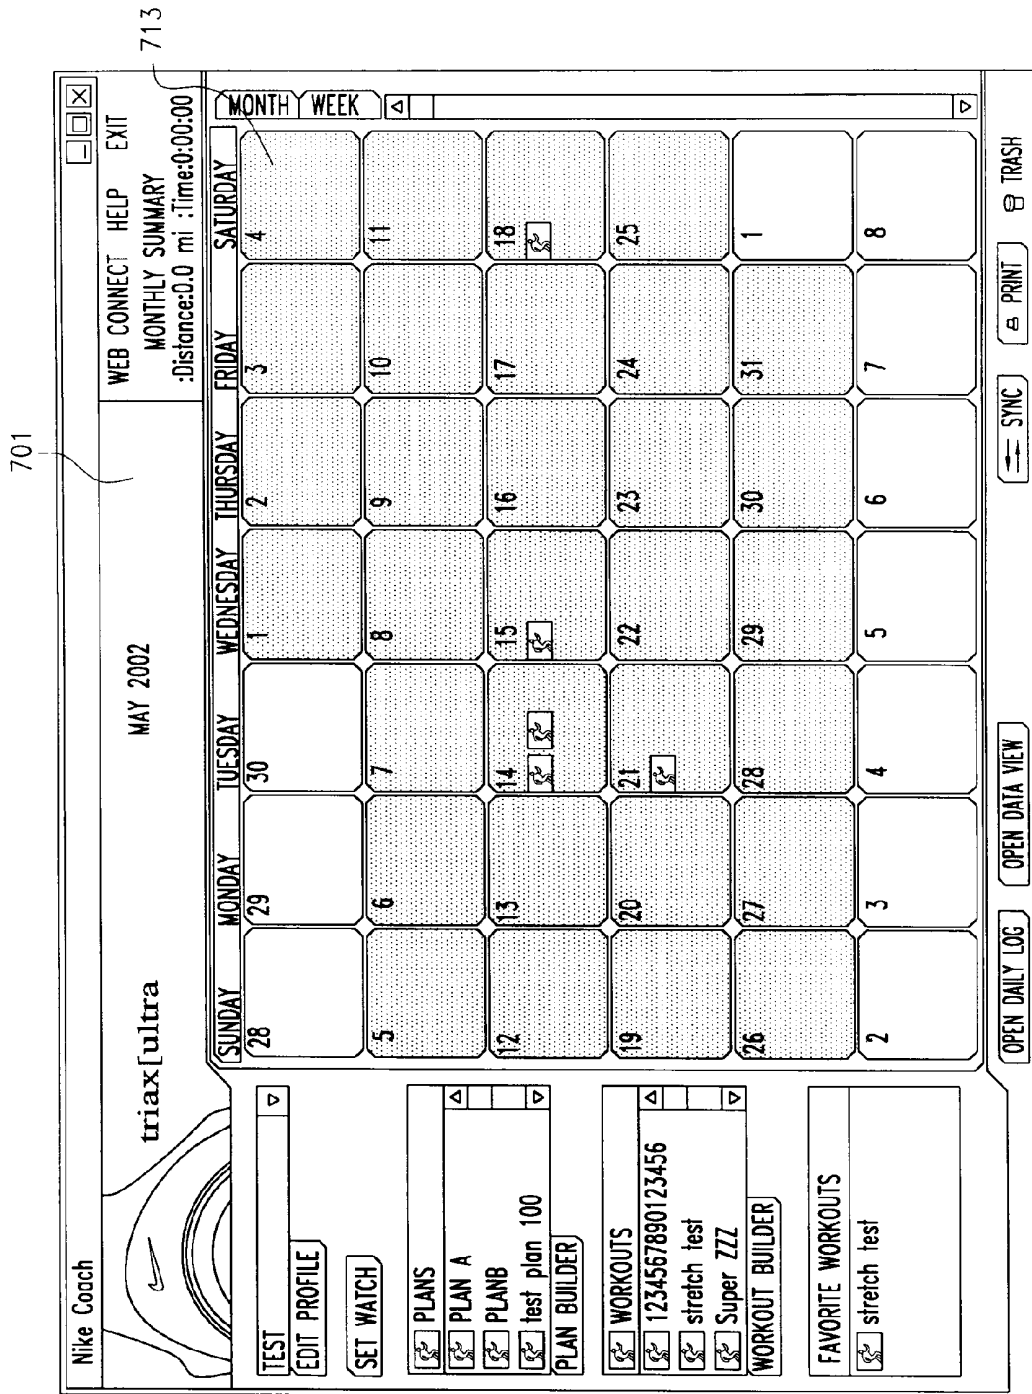 701
713
Nike Coach
triax[ultra
MAY 2002
WEB CONNECT HELP EXIT
MONTHLY SUMMARY
:Distance:0.0 mi :Time:0:00:00
TEST
EDIT PROFILE
SET WATCH
PLANS
PLAN A
PLANB
test plan 100
PLAN BUILDER
WORKOUTS
1234567890123456
stretch test
Super ZZZ
WORKOUT BUILDER
FAVORITE WORKOUTS
stretch test
SUNDAY MONDAY TUESDAY WEDNESDAY THURSDAY FRIDAY SATURDAY
28 29 30 1 2 3 4
5 6 7 8 9 10 11
12 13 14 15 16 17 18
19 20 21 22 23 24 25
26 27 28 29 30 31 1
2 3 4 5 6 7 8
MONTH WEEK
OPEN DAILY LOG OPEN DATA VIEW SYNC PRINT TRASH